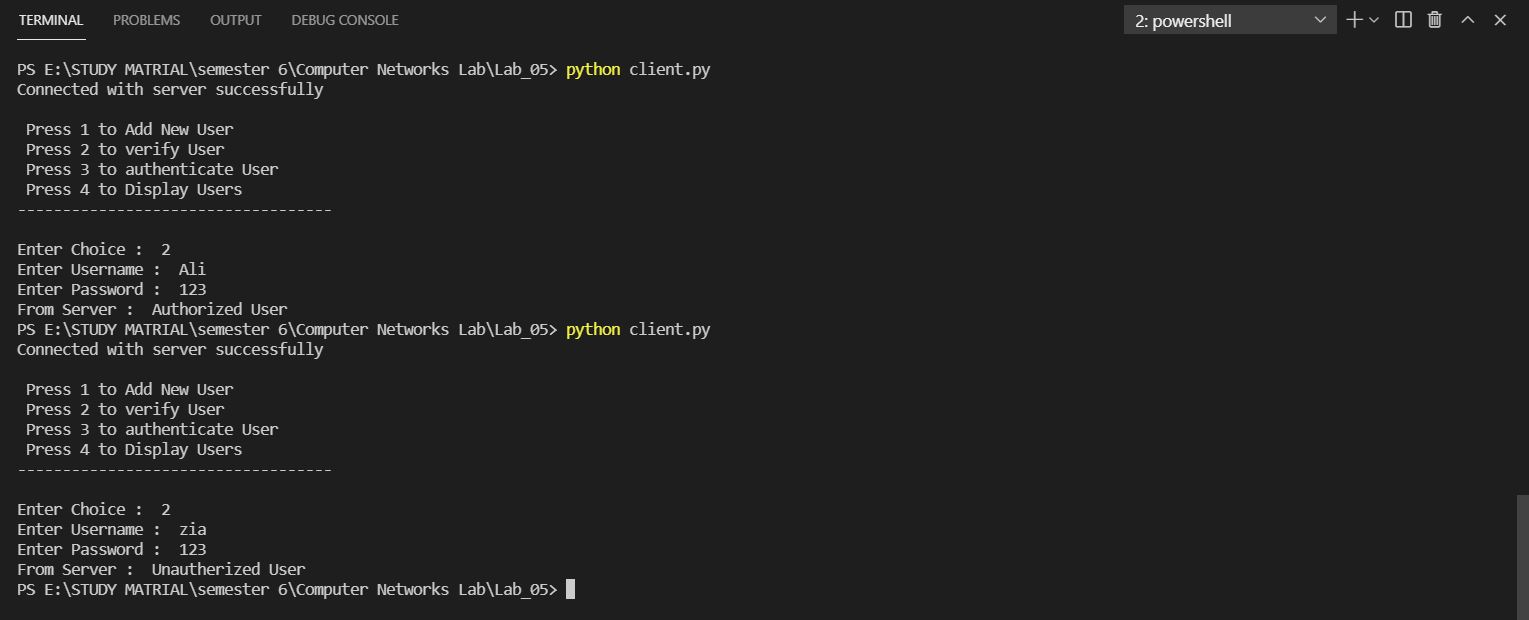 TERMINAL PROBLEMS OUTPUT DEBUG CONSOLE 2: powershell
PS E:\STUDY MATRIAL\semester 6\Computer Networks Lab\Lab_05> python client.py
Connected with server successfully
Press 1 to Add New User
Press 2 to verify User
Press 3 to authenticate User
Press 4 to Display Users
-----------------------------------
Enter Choice :  2
Enter Username :  Ali
Enter Password :  123
From Server :  Authorized User
PS E:\STUDY MATRIAL\semester 6\Computer Networks Lab\Lab_05> python client.py
Connected with server successfully
Press 1 to Add New User
Press 2 to verify User
Press 3 to authenticate User
Press 4 to Display Users
-----------------------------------
Enter Choice :  2
Enter Username :  zia
Enter Password :  123
From Server :  Unautherized User
PS E:\STUDY MATRIAL\semester 6\Computer Networks Lab\Lab_05>